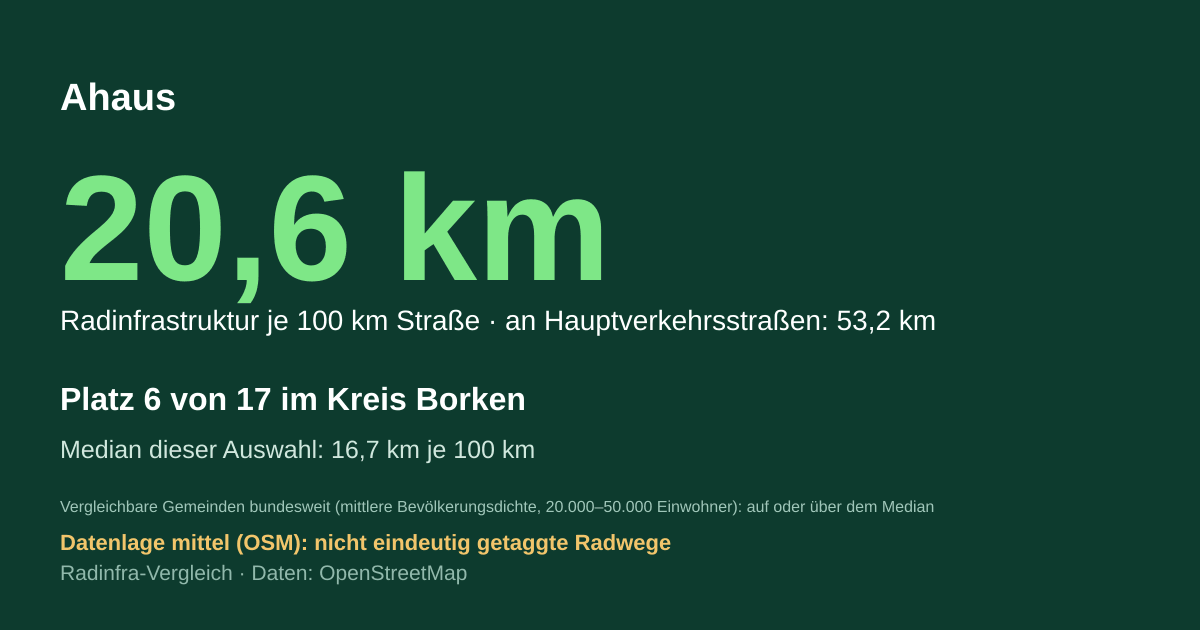 Ahaus
20,6 km
Radinfrastruktur je 100 km Straße · an Hauptverkehrsstraßen: 53,2 km
Platz 6 von 17 im Kreis Borken
Median dieser Auswahl: 16,7 km je 100 km
Vergleichbare Gemeinden bundesweit (mittlere Bevölkerungsdichte, 20.000–50.000 Einwohner): auf oder über dem Median
Datenlage mittel (OSM): nicht eindeutig getaggte Radwege
Radinfra-Vergleich · Daten: OpenStreetMap